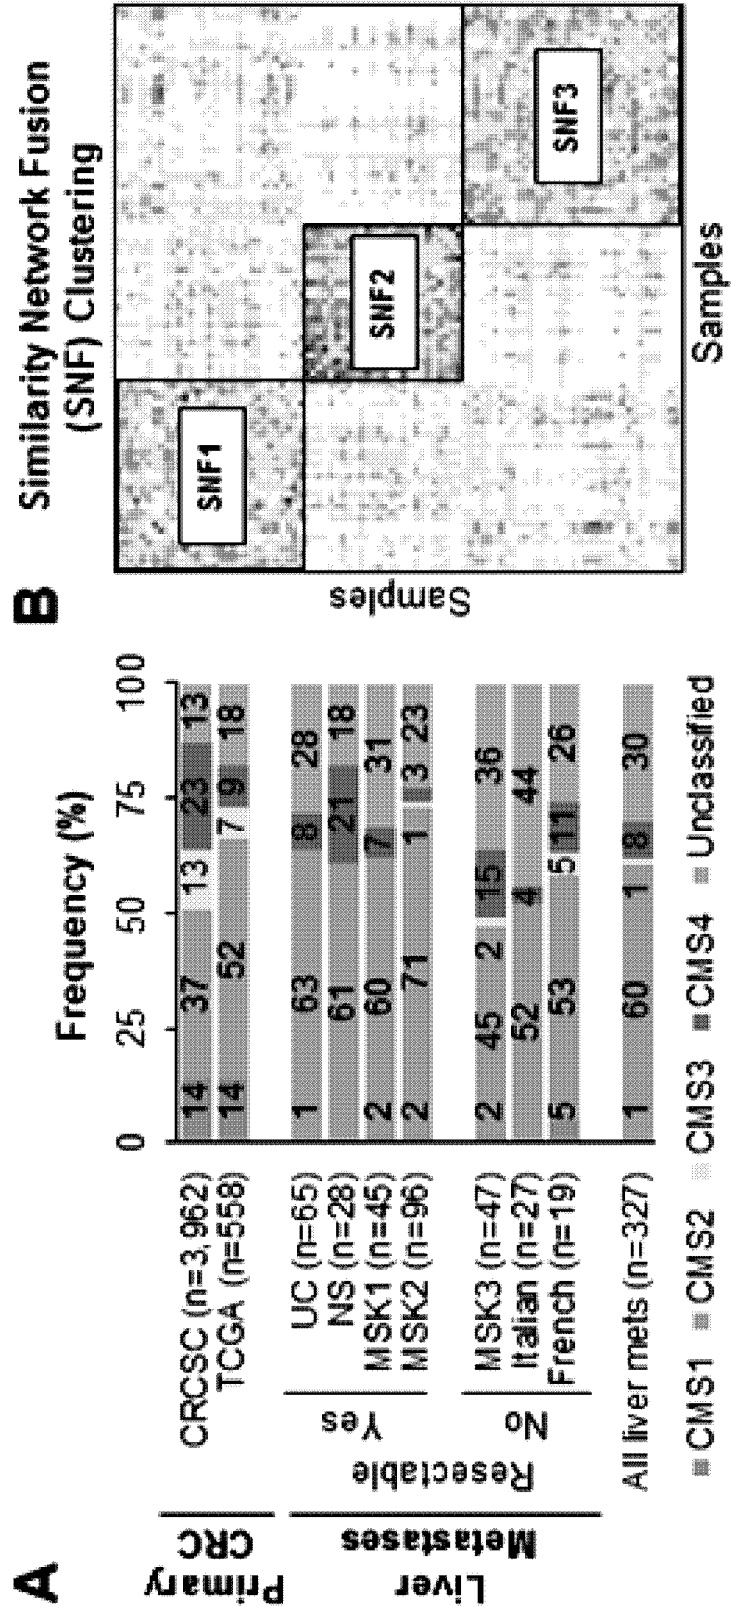 A
Frequency (%)
0 25 50 75 100
Primary
CRC
CRCSC (n=3,962) 14 37 13 23 13
TCGA (n=558) 14 52 7 9 18
Liver
Metastases
Resectable
Yes
UC (n=65) 1 63 8 28
NS (n=28) 61 21 18
MSK1 (n=45) 2 60 7 31
MSK2 (n=96) 2 71 1 3 23
No
MSK3 (n=47) 2 45 2 15 36
Italian (n=27) 52 4 44
French (n=19) 5 53 5 11 26
All liver mets (n=327) 1 60 1 8 30
CMS1 CMS2 CMS3 CMS4 Unclassified
B
Similarity Network Fusion
(SNF) Clustering
Samples
SNF1
SNF2
SNF3
Samples